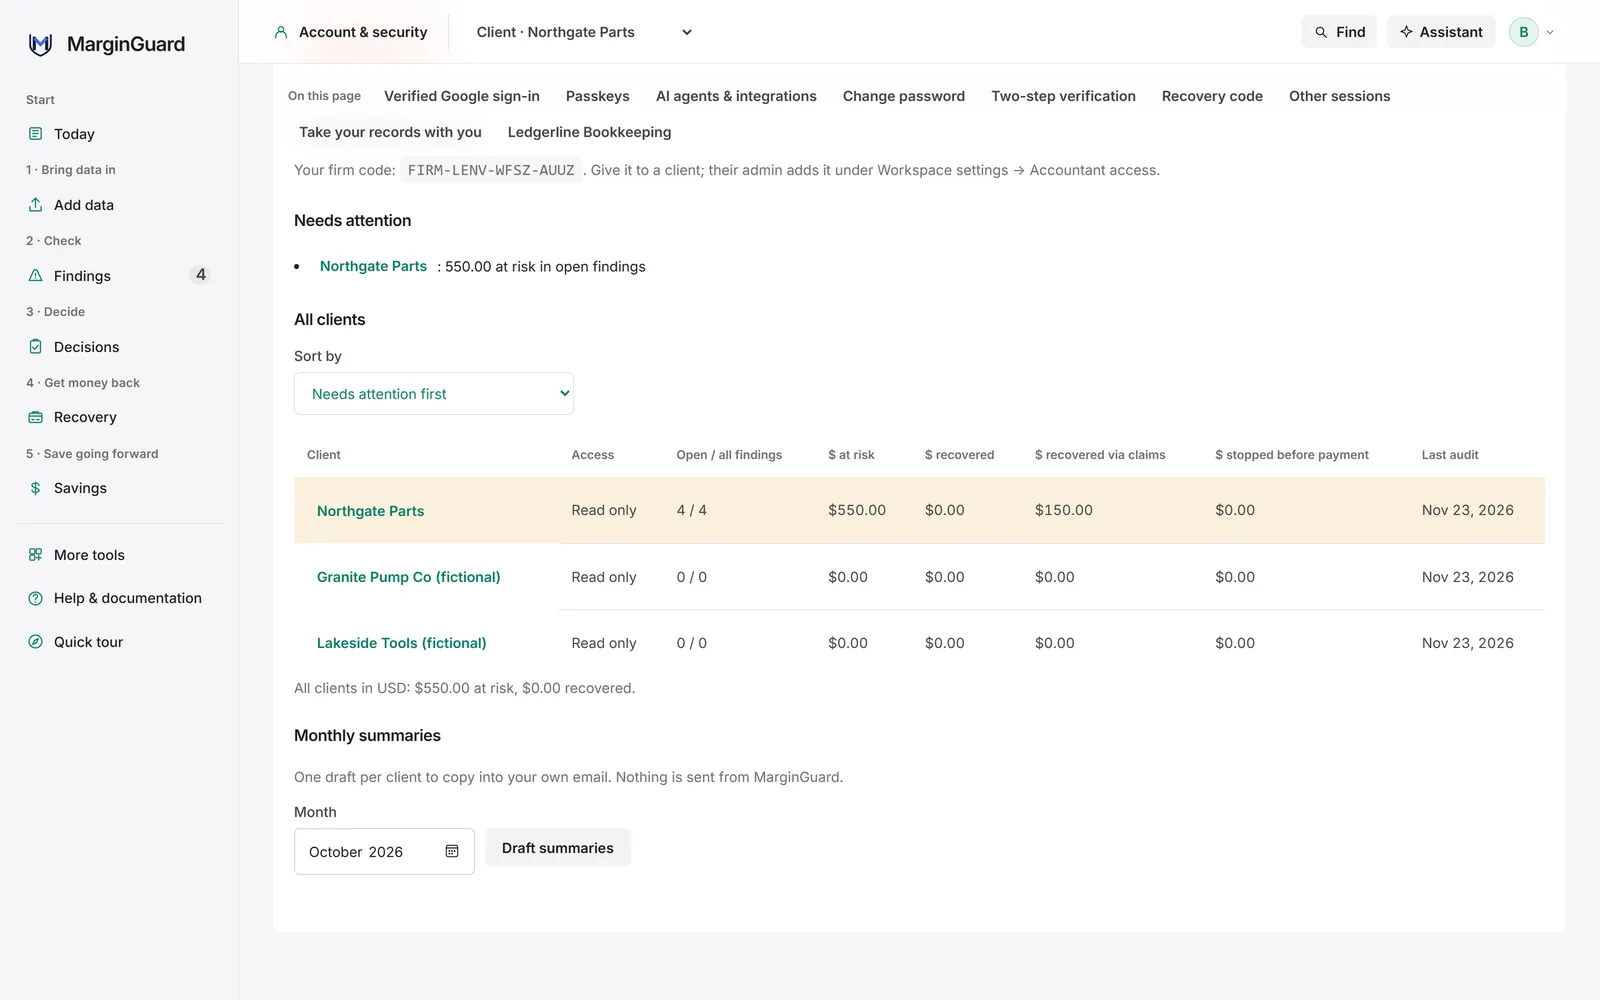 MarginGuard
Start
Today
1 · Bring data in
Add data
2 · Check
Findings 4
3 · Decide
Decisions
4 · Get money back
Recovery
5 · Save going forward
Savings
More tools
Help & documentation
Quick tour
Account & security Client · Northgate Parts Find Assistant B
On this page Verified Google sign-in Passkeys AI agents & integrations Change password Two-step verification Recovery code Other sessions
Take your records with you Ledgerline Bookkeeping
Your firm code: FIRM-LENV-WFSZ-AUUZ . Give it to a client; their admin adds it under Workspace settings → Accountant access.
Needs attention
• Northgate Parts : 550.00 at risk in open findings
All clients
Sort by
Needs attention first
Client Access Open / all findings $ at risk $ recovered $ recovered via claims $ stopped before payment Last audit
Northgate Parts Read only 4 / 4 $550.00 $0.00 $150.00 $0.00 Nov 23, 2026
Granite Pump Co (fictional) Read only 0 / 0 $0.00 $0.00 $0.00 $0.00 Nov 23, 2026
Lakeside Tools (fictional) Read only 0 / 0 $0.00 $0.00 $0.00 $0.00 Nov 23, 2026
All clients in USD: $550.00 at risk, $0.00 recovered.
Monthly summaries
One draft per client to copy into your own email. Nothing is sent from MarginGuard.
Month
October 2026 Draft summaries